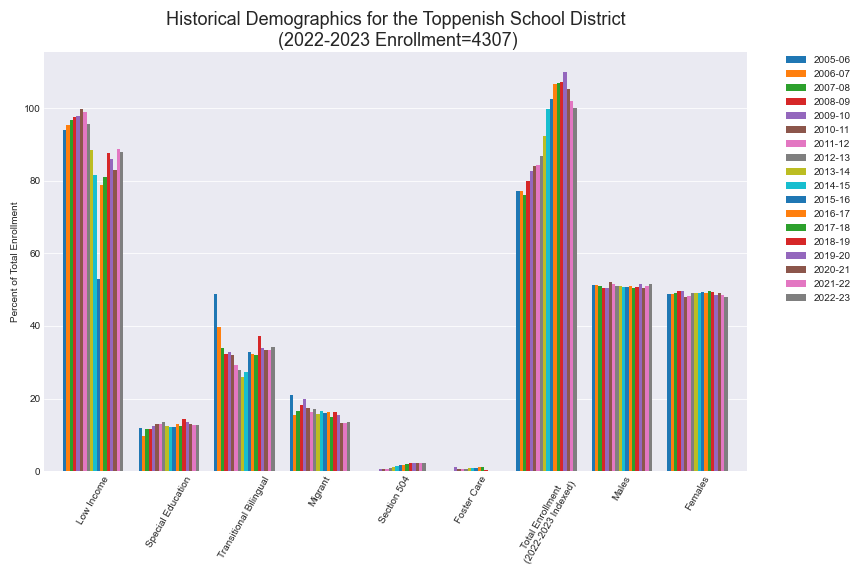 Historical Demographics for the Toppenish School District
(2022-2023 Enrollment=4307)
Percent of Total Enrollment
100
80
60
40
20
0
Low Income
Special Education
Transitional Bilingual
Migrant
Section 504
Foster Care
Total Enrollment
(2022-2023 Indexed)
Males
Females
2005-06
2006-07
2007-08
2008-09
2009-10
2010-11
2011-12
2012-13
2013-14
2014-15
2015-16
2016-17
2017-18
2018-19
2019-20
2020-21
2021-22
2022-23